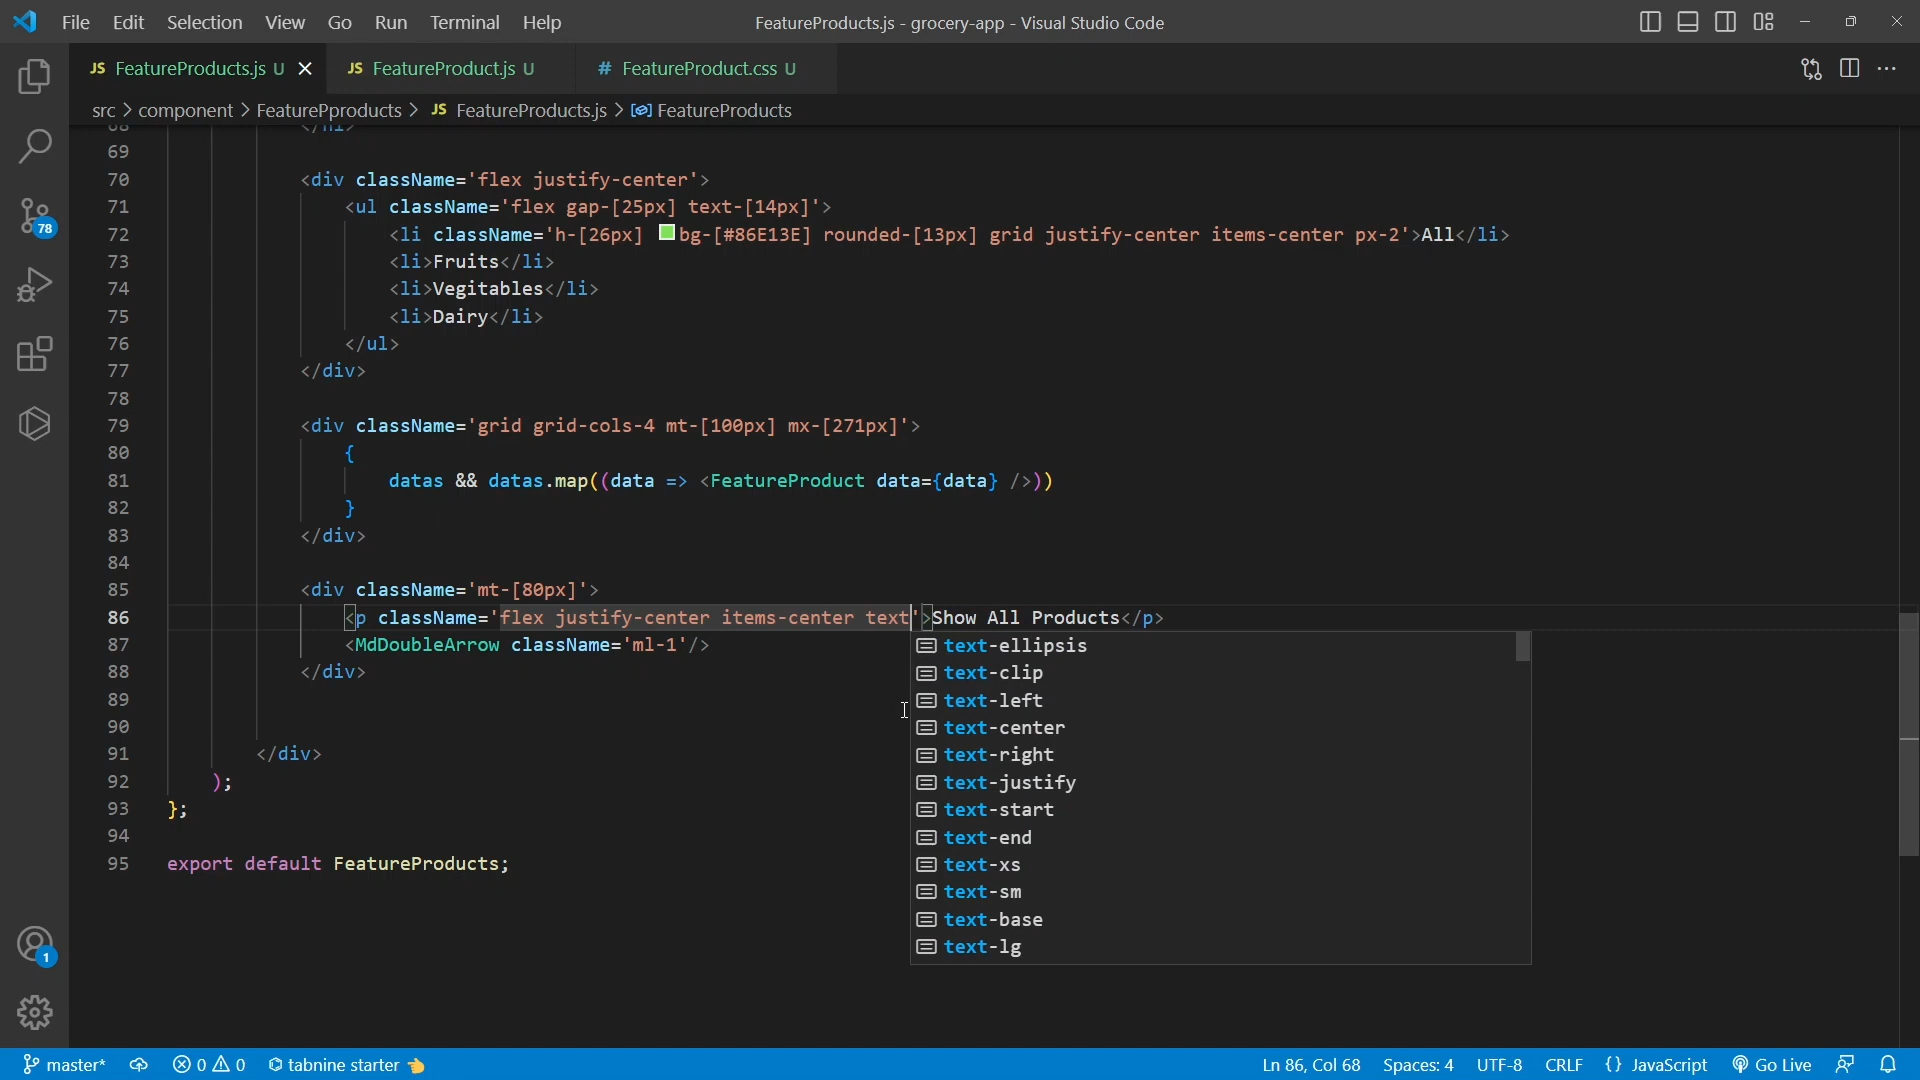 File Edit Selection View Go Run Terminal Help FeatureProducts.js - grocery-app - Visual Studio Code
JS FeatureProducts.js U JS FeatureProduct.js U # FeatureProduct.css U
src > component > FeaturePproducts > JS FeatureProducts.js > FeatureProducts
68 </h1>
69
70 <div className='flex justify-center'>
71 <ul className='flex gap-[25px] text-[14px]'>
72 <li className='h-[26px] bg-[#86E13E] rounded-[13px] grid justify-center items-center px-2'>All</li>
73 <li>Fruits</li>
74 <li>Vegitables</li>
75 <li>Dairy</li>
76 </ul>
77 </div>
78
79 <div className='grid grid-cols-4 mt-[100px] mx-[271px]'>
80 {
81 datas && datas.map((data => <FeatureProduct data={data} />))
82 }
83 </div>
84
85 <div className='mt-[80px]'>
86 <p className='flex justify-center items-center text'>Show All Products</p>
87 <MdDoubleArrow className='ml-1'/>
88 </div>
89
90
91 </div>
92 );
93 };
94
95 export default FeatureProducts;
text-ellipsis
text-clip
text-left
text-center
text-right
text-justify
text-start
text-end
text-xs
text-sm
text-base
text-lg
78
1
master* 0 0 tabnine starter Ln 86, Col 68 Spaces: 4 UTF-8 CRLF {} JavaScript Go Live